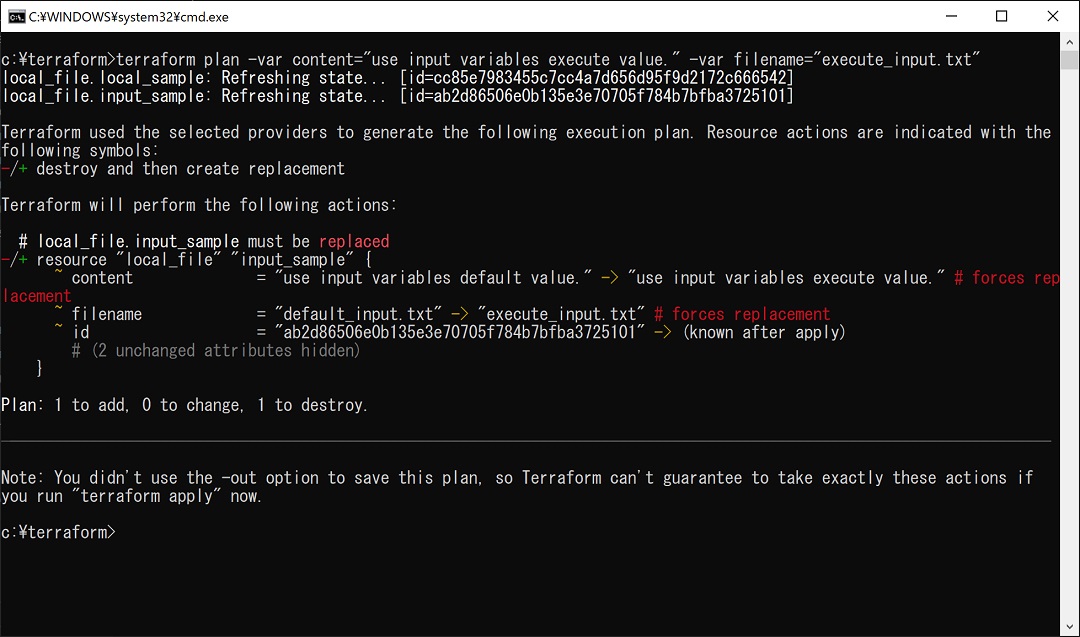 C:¥WINDOWS¥system32¥cmd.exe
c:¥terraform>terraform plan -var content="use input variables execute value." -var filename="execute_input.txt"
local_file.local_sample: Refreshing state... [id=cc85e7983455c7cc4a7d656d95f9d2172c666542]
local_file.input_sample: Refreshing state... [id=ab2d86506e0b135e3e70705f784b7bfba3725101]
Terraform used the selected providers to generate the following execution plan. Resource actions are indicated with the
following symbols:
-/+ destroy and then create replacement
Terraform will perform the following actions:
# local_file.input_sample must be replaced
-/+ resource "local_file" "input_sample" {
~ content = "use input variables default value." -> "use input variables execute value." # forces rep
lacement
~ filename = "default_input.txt" -> "execute_input.txt" # forces replacement
~ id = "ab2d86506e0b135e3e70705f784b7bfba3725101" -> (known after apply)
# (2 unchanged attributes hidden)
}
Plan: 1 to add, 0 to change, 1 to destroy.
Note: You didn't use the -out option to save this plan, so Terraform can't guarantee to take exactly these actions if
you run "terraform apply" now.
c:¥terraform>